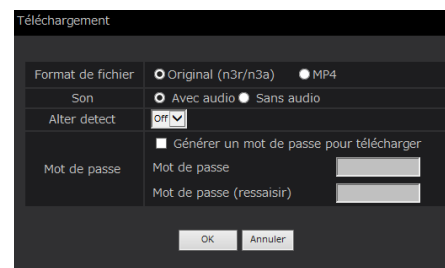 Téléchargement
Format de fichier Original (n3r/n3a) MP4
Son Avec audio Sans audio
Alter detect Off
Générer un mot de passe pour télécharger
Mot de passe Mot de passe
Mot de passe (ressaisir)
OK Annuler